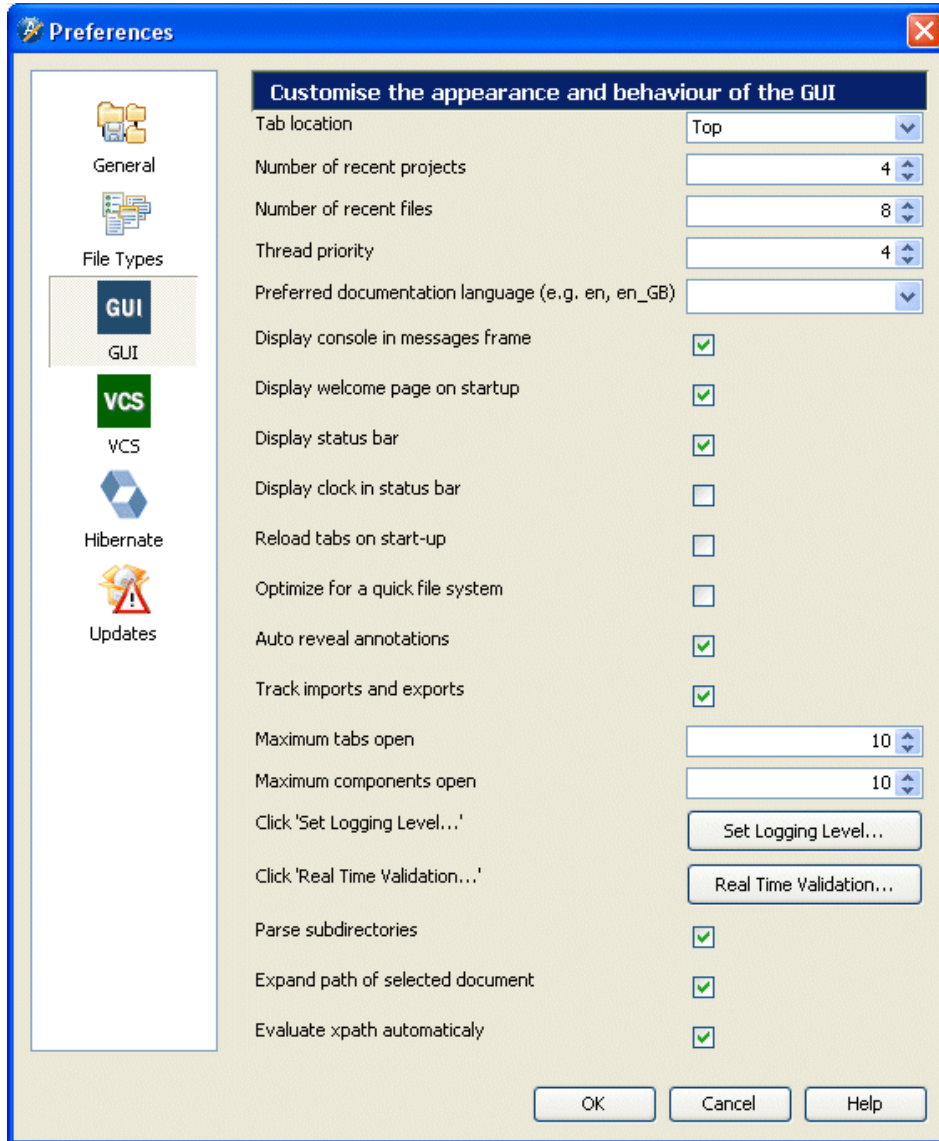 Preferences
General
File Types
GUI
GUI
VCS
VCS
Hibernate
Updates
Customise the appearance and behaviour of the GUI
Tab location Top
Number of recent projects 4
Number of recent files 8
Thread priority 4
Preferred documentation language (e.g. en, en_GB)
Display console in messages frame
Display welcome page on startup
Display status bar
Display clock in status bar
Reload tabs on start-up
Optimize for a quick file system
Auto reveal annotations
Track imports and exports
Maximum tabs open 10
Maximum components open 10
Click 'Set Logging Level...' Set Logging Level...
Click 'Real Time Validation...' Real Time Validation...
Parse subdirectories
Expand path of selected document
Evaluate xpath automaticaly
OK Cancel Help